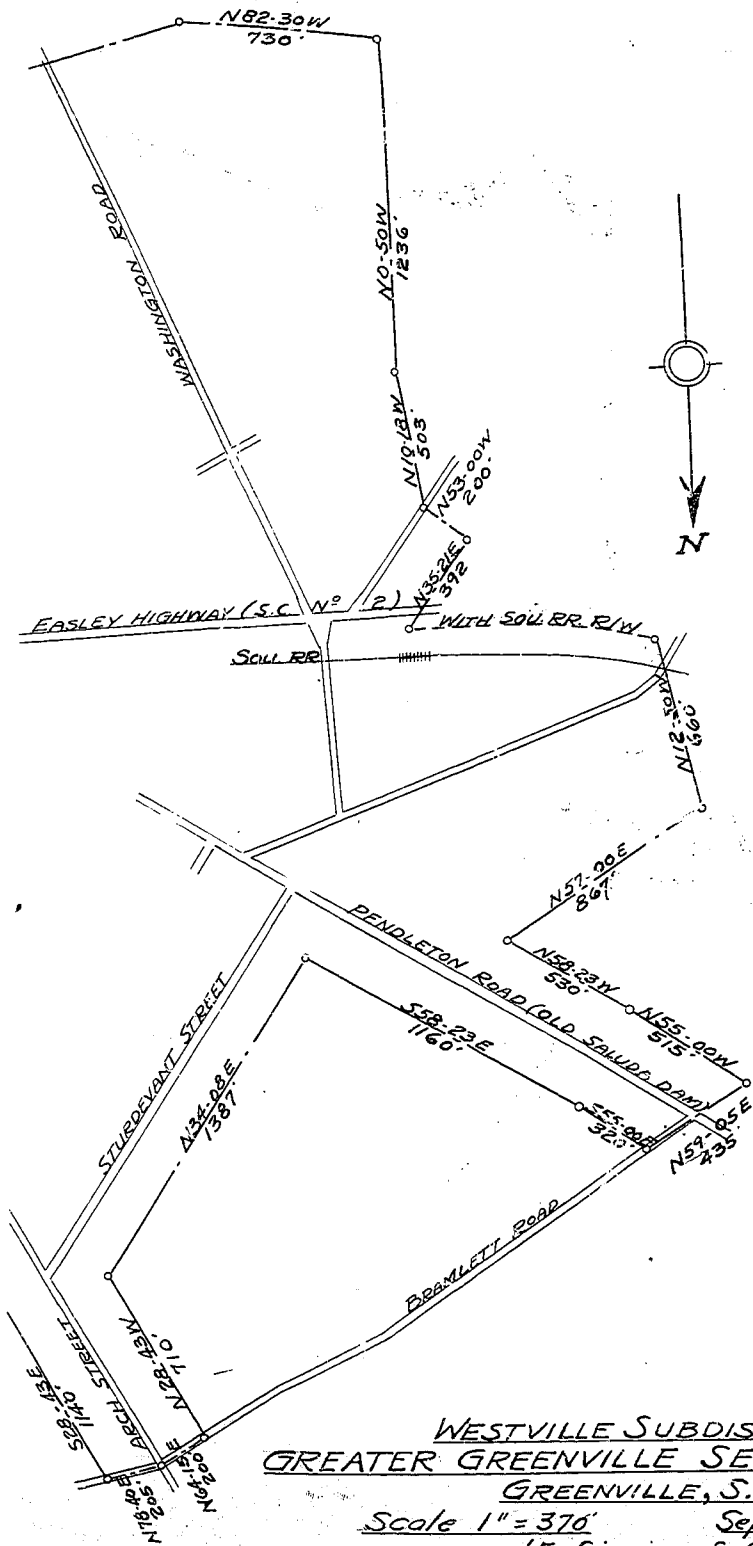 N82-30W
730'
WASHINGTON ROAD
N0-50W
1236'
N10-18W
503'
N53-00W
200'
N35-21E
392
N
EASLEY HIGHWAY (S.C. Nº 2)
WITH SOU. RR. R/W
SOU. RR
N12-30W
660'
N57-00E
867'
N58-23W
530'
N55-00W
515'
PENDLETON ROAD (OLD SALUDA DAM)
S58-23E
1160'
S55-00E
320'
N59-05E
435
STURDEVANT STREET
N34-08E
1387'
BRAMLETT ROAD
ARCH STREET
N28-43W
710'
S28-43E
1140'
N78-40E
205
N64-15E
200'
WESTVILLE SUBDIS
GREATER GREENVILLE SE
GREENVILLE, S.
Scale 1" = 370' Sep